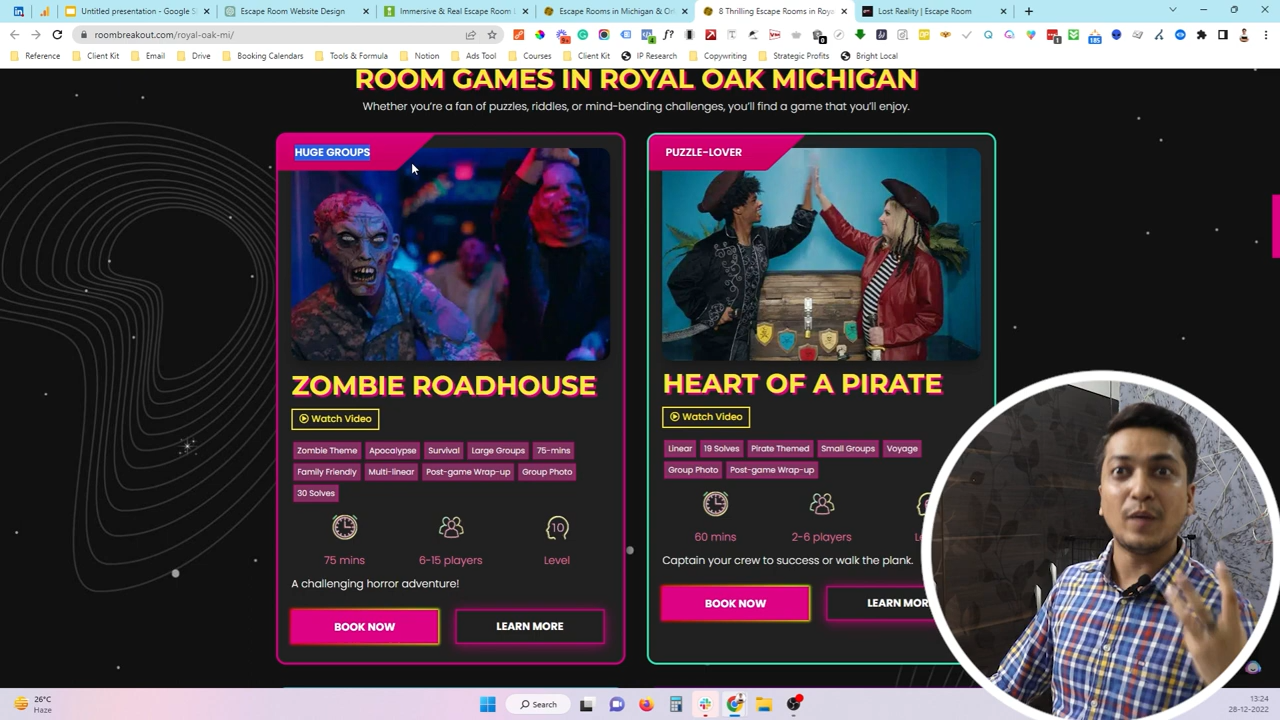 Untitled presentation - Google S
Escape Room Website Design
Immersive & Real Escape Room
Escape Rooms in Michigan & Or
8 Thrilling Escape Rooms in Roya
Lost Reality | Escape Room
roombreakout.com/royal-oak-mi/
Reference
Client Kit
Email
Drive
Booking Calendars
Tools & Formula
Notion
Ads Tool
Courses
Client Kit
IP Research
Copywriting
Strategic Profits
Bright Local
ROOM GAMES IN ROYAL OAK MICHIGAN
Whether you're a fan of puzzles, riddles, or mind-bending challenges, you'll find a game that you'll enjoy.
HUGE GROUPS
ZOMBIE ROADHOUSE
Watch Video
Zombie Theme Apocalypse Survival Large Groups 75-mins
Family Friendly Multi-linear Post-game Wrap-up Group Photo
30 Solves
10
75 mins 6-15 players Level
A challenging horror adventure!
BOOK NOW LEARN MORE
PUZZLE-LOVER
HEART OF A PIRATE
Watch Video
Linear 19 Solves Pirate Themed Small Groups Voyage
Group Photo Post-game Wrap-up
60 mins 2-6 players
Captain your crew to success or walk the plank.
BOOK NOW
26°C
Haze
Search
13:24
28-12-2022